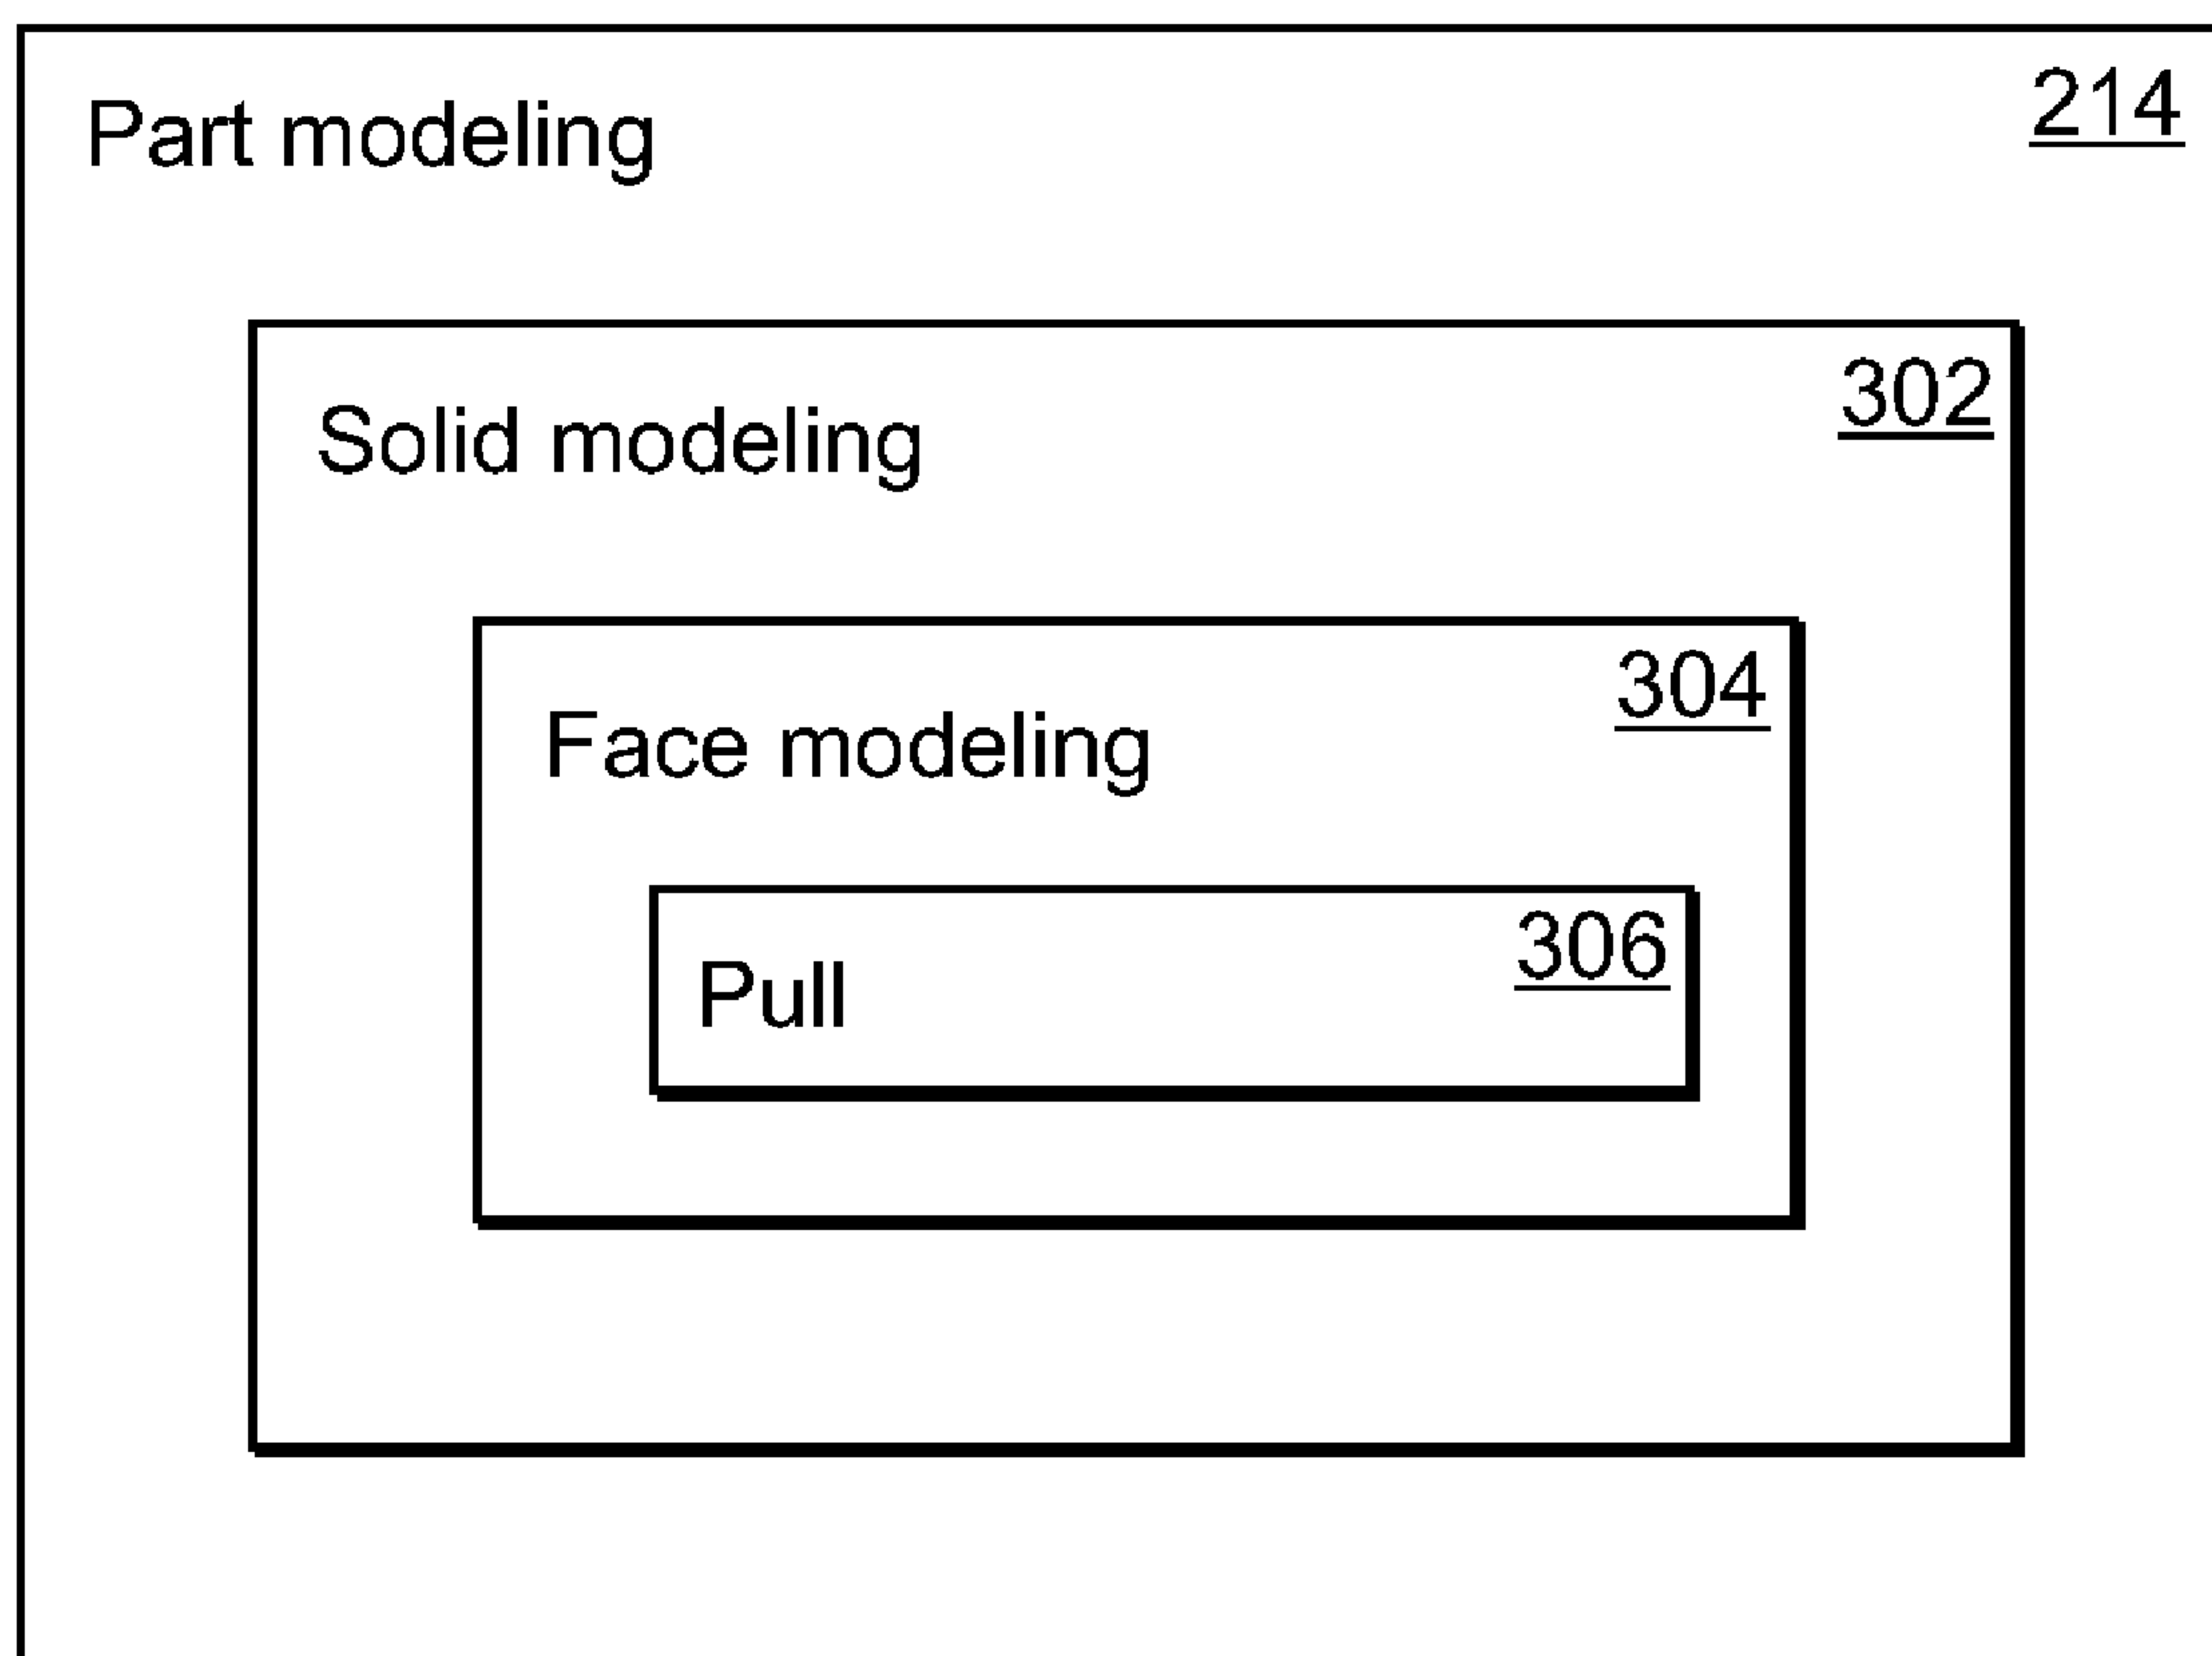 Part modeling
214
Solid modeling
302
Face modeling
304
Pull
306